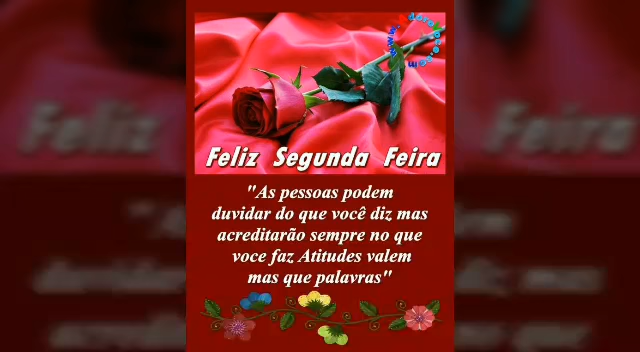 Feliz Segunda Feira
"As pessoas podem
duvidar do que você diz mas
acreditarão sempre no que
voce faz Atitudes valem
mas que palavras"